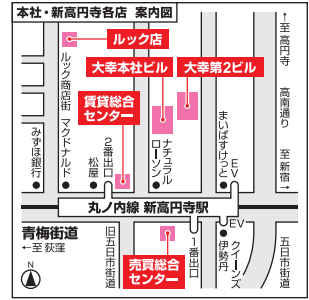 本社・新高円寺各店 案内図
ルック店
大幸本社ビル
大幸第2ビル
賃貸総合
センター
←至 高円寺
高南通り
至 新宿→
ルック商店街
みずほ銀行
マクドナルド
松屋
2番出口
ナチュラル
ローソン
まいばすけっと
EV
丸ノ内線 新高円寺駅
青梅街道
←至 荻窪
N
旧五日市街道
売買総合
センター
1番出口
EV
クイーンズ
伊勢丹
五日市街道